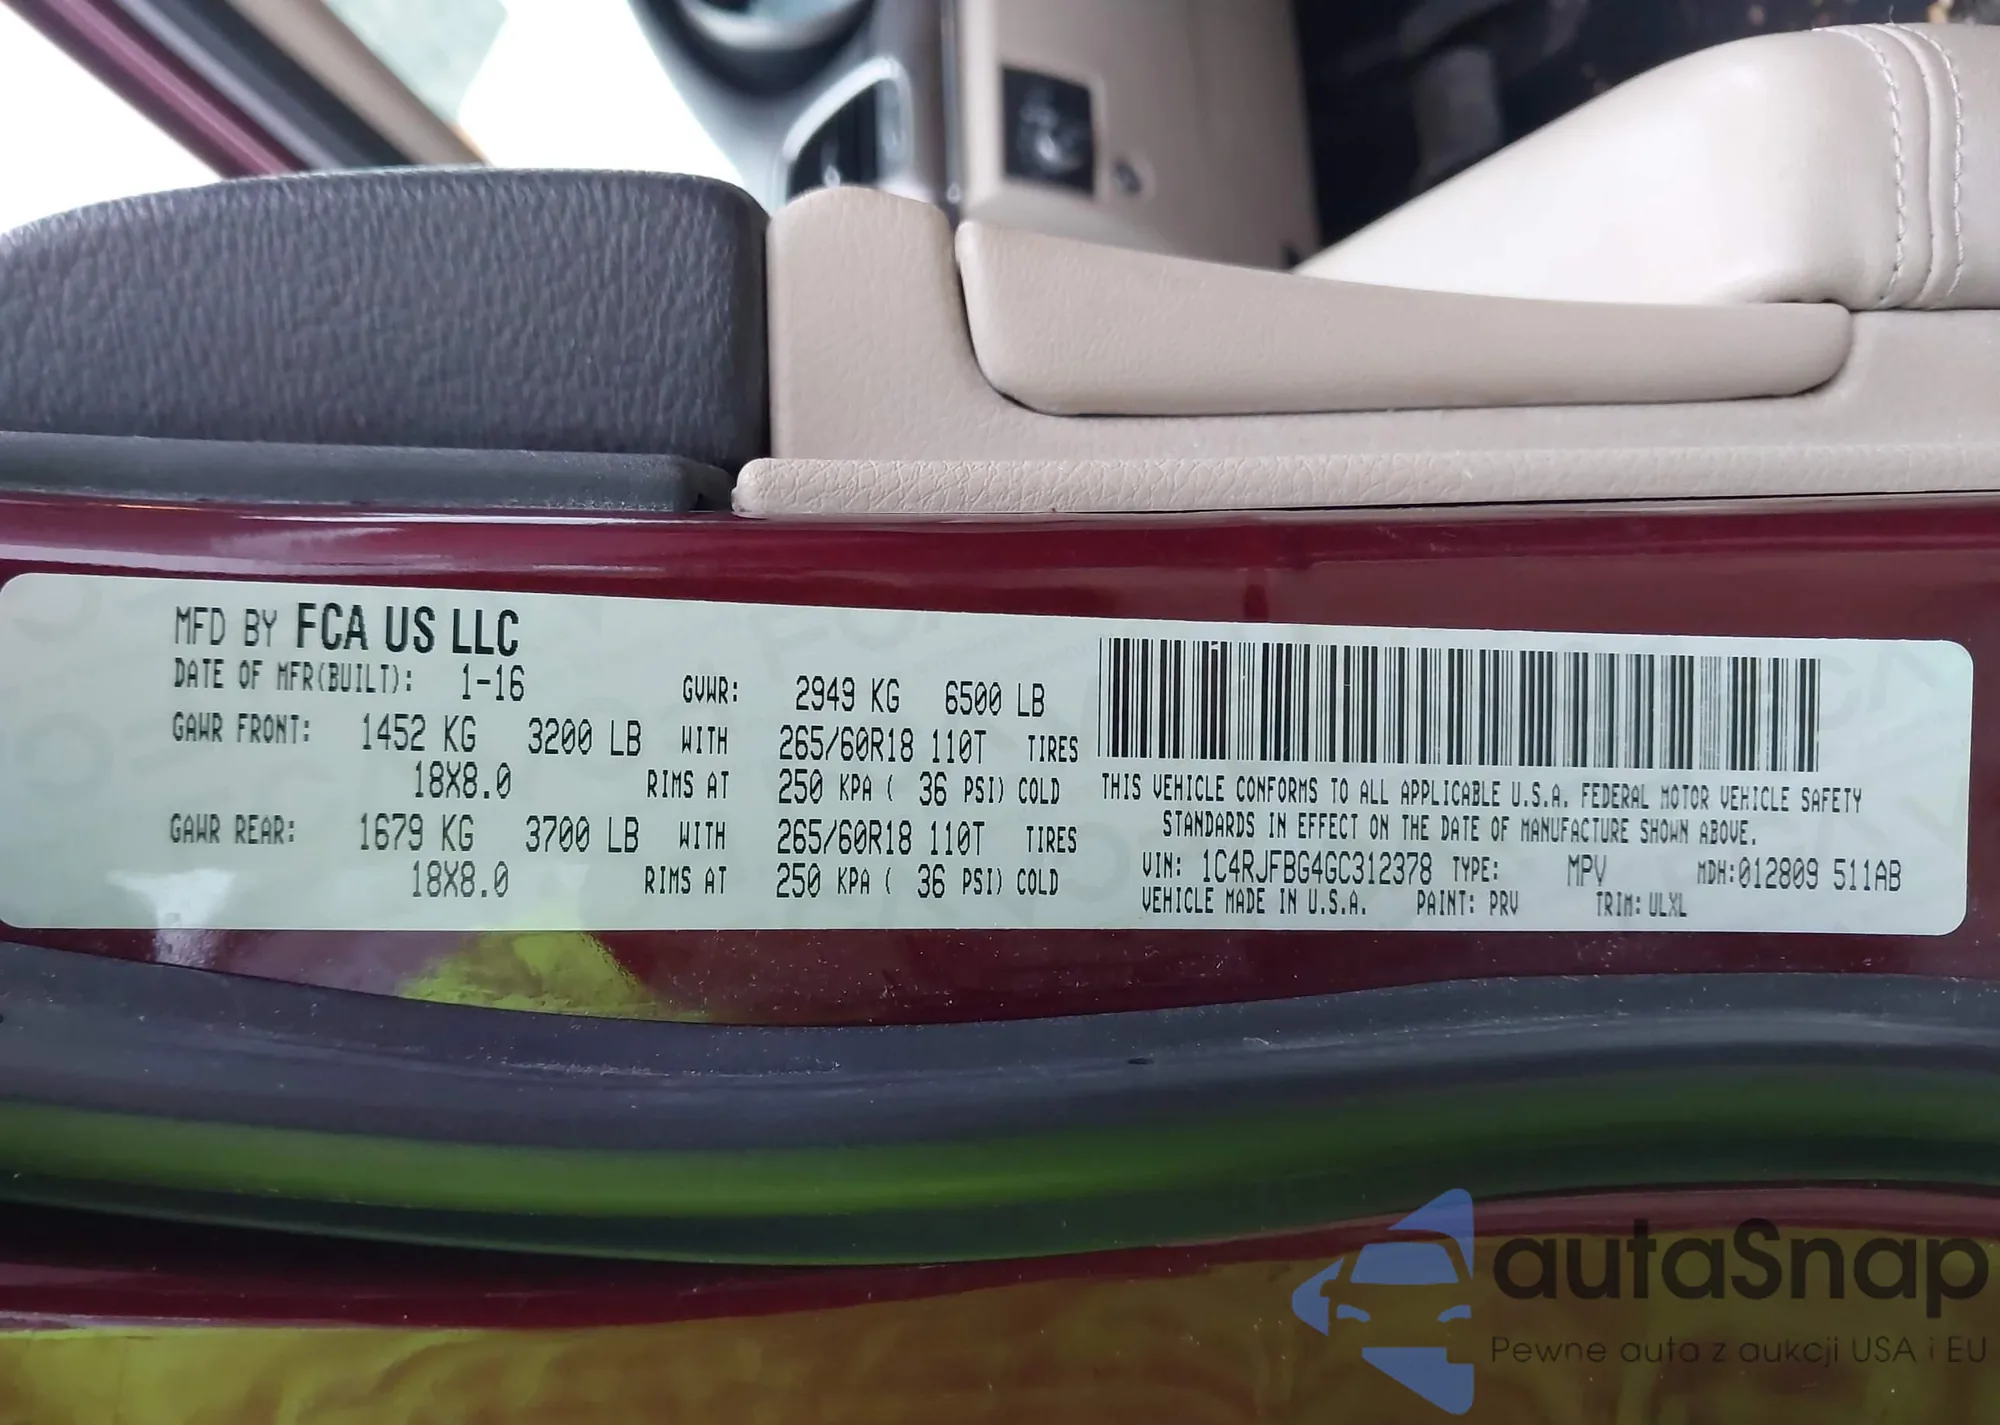 MFD BY FCA US LLC
DATE OF MFR(BUILT): 1-16 GVWR: 2949 KG 6500 LB
GAWR FRONT: 1452 KG 3200 LB WITH 265/60R18 110T TIRES
18X8.0 RIMS AT 250 KPA ( 36 PSI) COLD
GAWR REAR: 1679 KG 3700 LB WITH 265/60R18 110T TIRES
18X8.0 RIMS AT 250 KPA ( 36 PSI) COLD
THIS VEHICLE CONFORMS TO ALL APPLICABLE U.S.A. FEDERAL MOTOR VEHICLE SAFETY
STANDARDS IN EFFECT ON THE DATE OF MANUFACTURE SHOWN ABOVE.
VIN: 1C4RJFBG4GC312378 TYPE: MPV MDH:012809 511AB
VEHICLE MADE IN U.S.A. PAINT: PRV TRIM: ULXL
autaSnap
Pewne auta z aukcji USA i EU